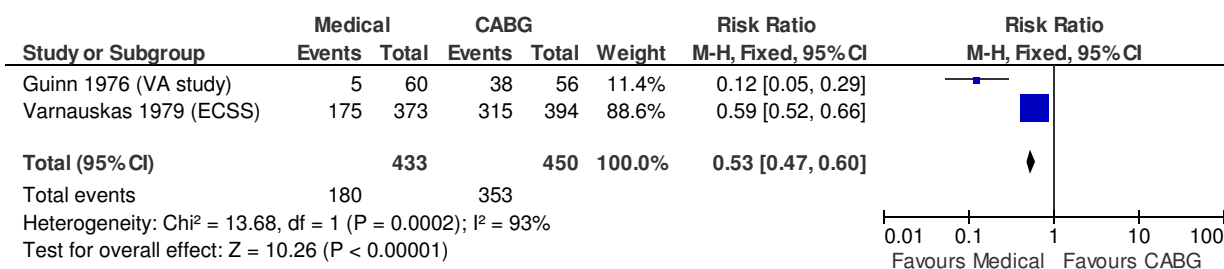 Medical CABG Risk Ratio Risk Ratio
Study or Subgroup Events Total Events Total Weight M-H, Fixed, 95% CI M-H, Fixed, 95% CI
Guinn 1976 (VA study) 5 60 38 56 11.4% 0.12 [0.05, 0.29]
Varnauskas 1979 (ECSS) 175 373 315 394 88.6% 0.59 [0.52, 0.66]
Total (95% CI) 433 450 100.0% 0.53 [0.47, 0.60]
Total events 180 353
Heterogeneity: Chi² = 13.68, df = 1 (P = 0.0002); I² = 93%
Test for overall effect: Z = 10.26 (P < 0.00001)
0.01 0.1 1 10 100
Favours Medical Favours CABG